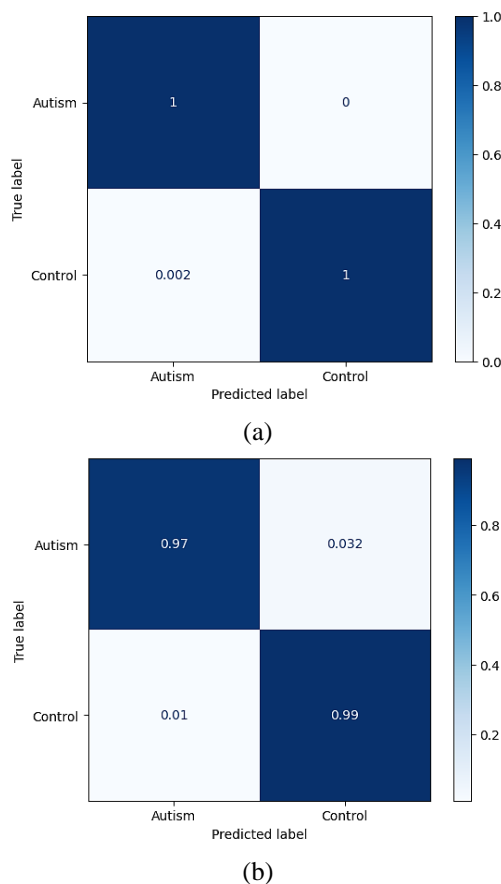 1.0
Autism
1
0
0.8
0.6
True label
0.4
Control
0.002
1
0.2
0.0
Autism
Control
Predicted label
(a)
Autism
0.97
0.032
0.8
0.6
True label
0.4
Control
0.01
0.99
0.2
Autism
Control
Predicted label
(b)